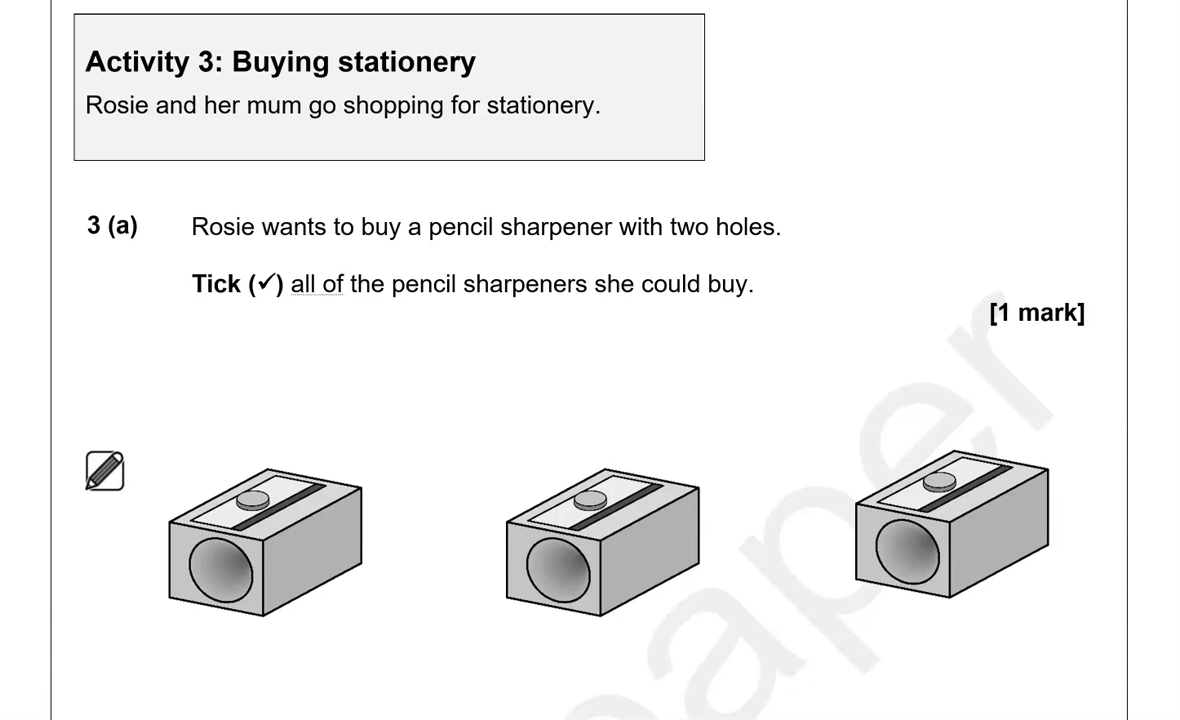 Activity 3: Buying stationery
Rosie and her mum go shopping for stationery.
3 (a) Rosie wants to buy a pencil sharpener with two holes.
Tick (✓) all of the pencil sharpeners she could buy.
[1 mark]
aper